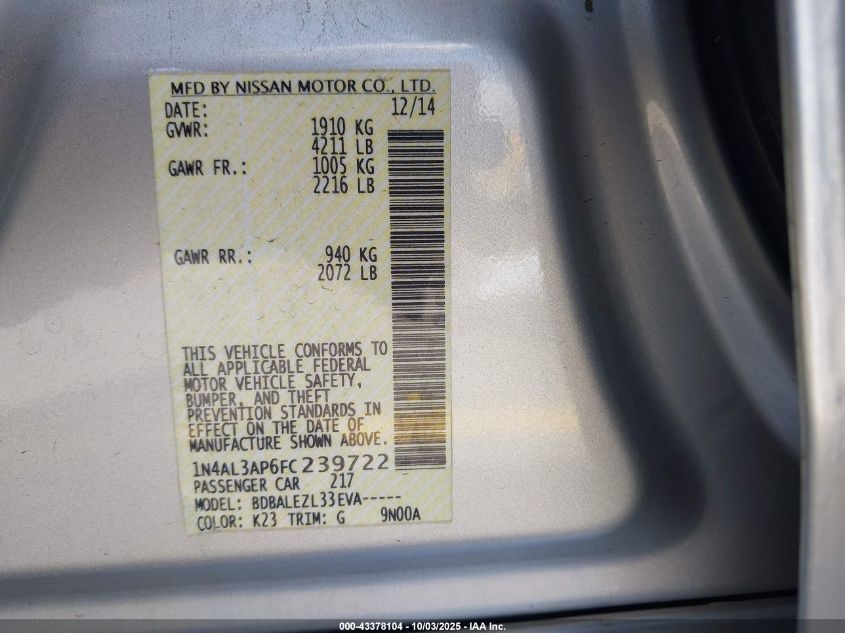 MFD BY NISSAN MOTOR CO., LTD.
DATE: 12/14
GVWR: 1910 KG
4211 LB
GAWR FR.: 1005 KG
2216 LB
GAWR RR.: 940 KG
2072 LB
THIS VEHICLE CONFORMS TO
ALL APPLICABLE FEDERAL
MOTOR VEHICLE SAFETY,
BUMPER, AND THEFT
PREVENTION STANDARDS IN
EFFECT ON THE DATE OF
MANUFACTURE SHOWN ABOVE.
1N4AL3AP6FC239722
PASSENGER CAR 217
MODEL: BDBALEZL33EVA-----
COLOR: K23 TRIM: G 9N00A
000-43378104 - 10/03/2025 - IAA Inc.